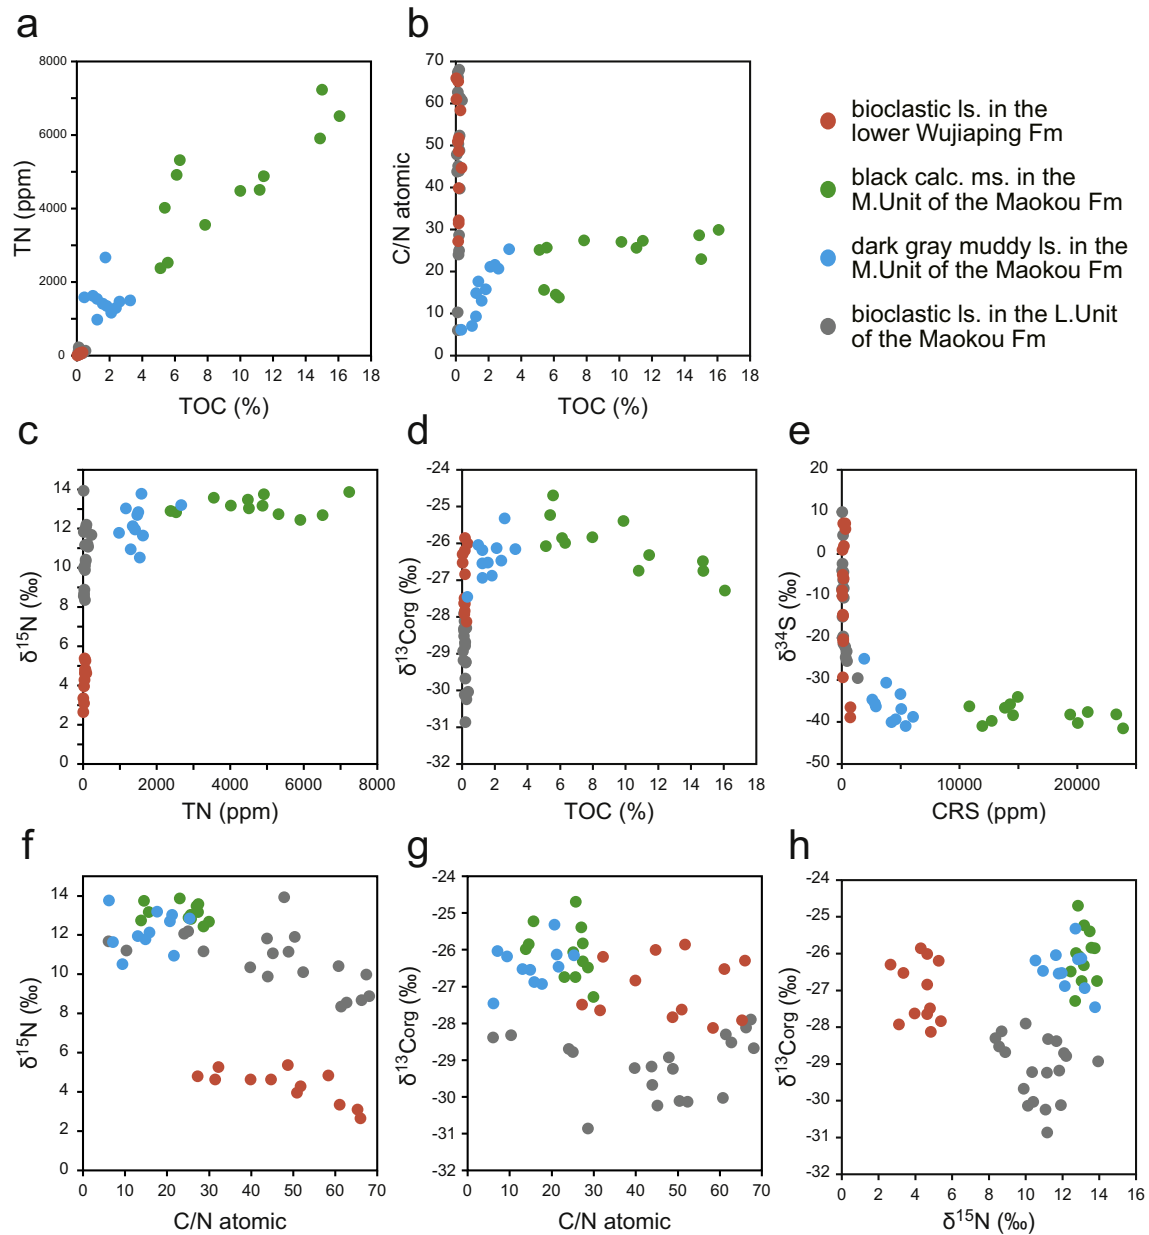 a
8000
6000
4000
2000
0
TN (ppm)
0 2 4 6 8 10 12 14 16 18
TOC (%)
b
70
60
50
40
30
20
10
0
C/N atomic
0 2 4 6 8 10 12 14 16 18
TOC (%)
bioclastic ls. in the
lower Wujiaping Fm
black calc. ms. in the
M.Unit of the Maokou Fm
dark gray muddy ls. in the
M.Unit of the Maokou Fm
bioclastic ls. in the L.Unit
of the Maokou Fm
c
14
12
10
8
6
4
2
0
δ¹⁵N (‰)
0 2000 4000 6000 8000
TN (ppm)
d
-24
-25
-26
-27
-28
-29
-30
-31
-32
δ¹³Corg (‰)
0 2 4 6 8 10 12 14 16 18
TOC (%)
e
20
10
0
-10
-20
-30
-40
-50
δ³⁴S (‰)
0 10000 20000
CRS (ppm)
f
14
12
10
8
6
4
2
0
δ¹⁵N (‰)
0 10 20 30 40 50 60 70
C/N atomic
g
-24
-25
-26
-27
-28
-29
-30
-31
-32
δ¹³Corg (‰)
0 10 20 30 40 50 60 70
C/N atomic
h
-24
-25
-26
-27
-28
-29
-30
-31
-32
δ¹³Corg (‰)
0 2 4 6 8 10 12 14 16
δ¹⁵N (‰)